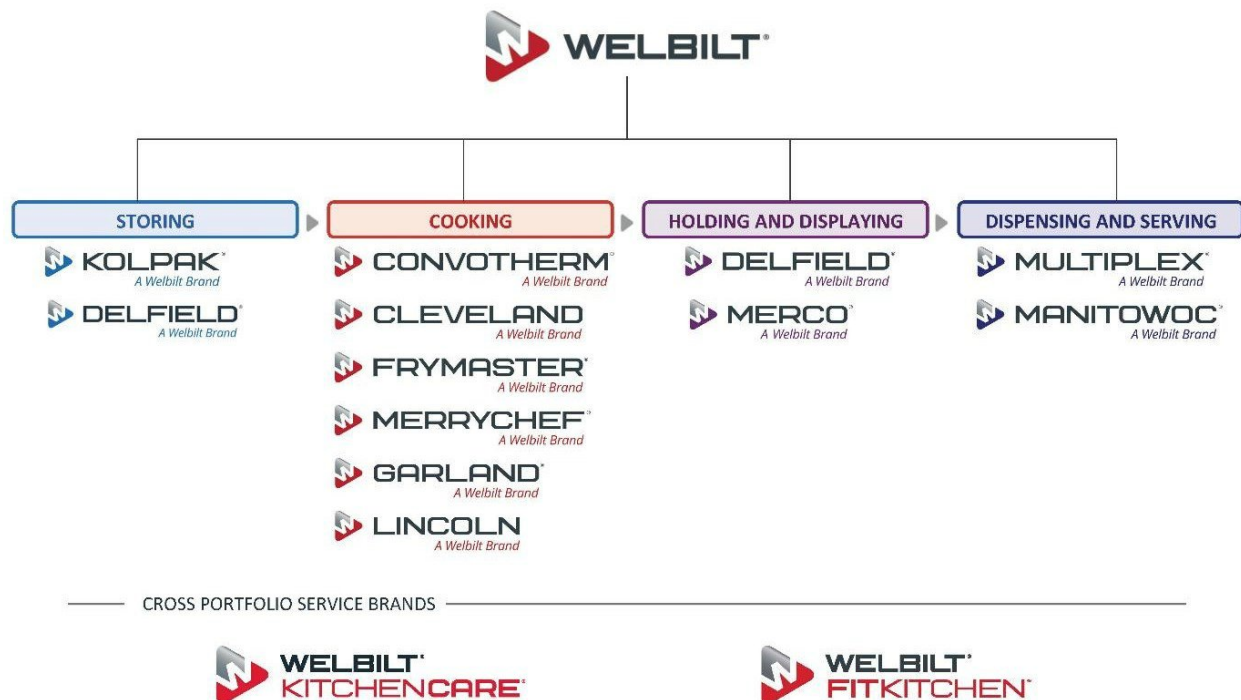 WELBILT®
STORING
KOLPAK®
A Welbilt Brand
DELFIELD®
A Welbilt Brand
COOKING
CONVOTHERM®
A Welbilt Brand
CLEVELAND
A Welbilt Brand
FRYMASTER®
A Welbilt Brand
MERRYCHEF®
A Welbilt Brand
GARLAND®
A Welbilt Brand
LINCOLN
A Welbilt Brand
HOLDING AND DISPLAYING
DELFIELD®
A Welbilt Brand
MERCO®
A Welbilt Brand
DISPENSING AND SERVING
MULTIPLEX®
A Welbilt Brand
MANITOWOC®
A Welbilt Brand
CROSS PORTFOLIO SERVICE BRANDS
WELBILT®
KITCHENCARE®
WELBILT®
FITKITCHEN™